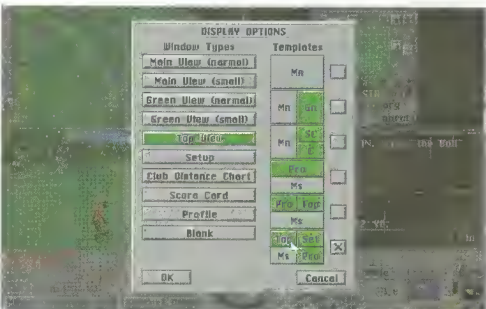 DISPLAY OPTIONS
Window Types
Templates
Main View (normal)
Main View (small)
Green View (normal)
Green View (small)
Top View
Setup
Club Distance Chart
Score Card
Profile
Blank
Mn
Mn Gn
Mn
Pro
Ms
Pro Top
Ms
Top Set
Ms Pro
OK
Cancel